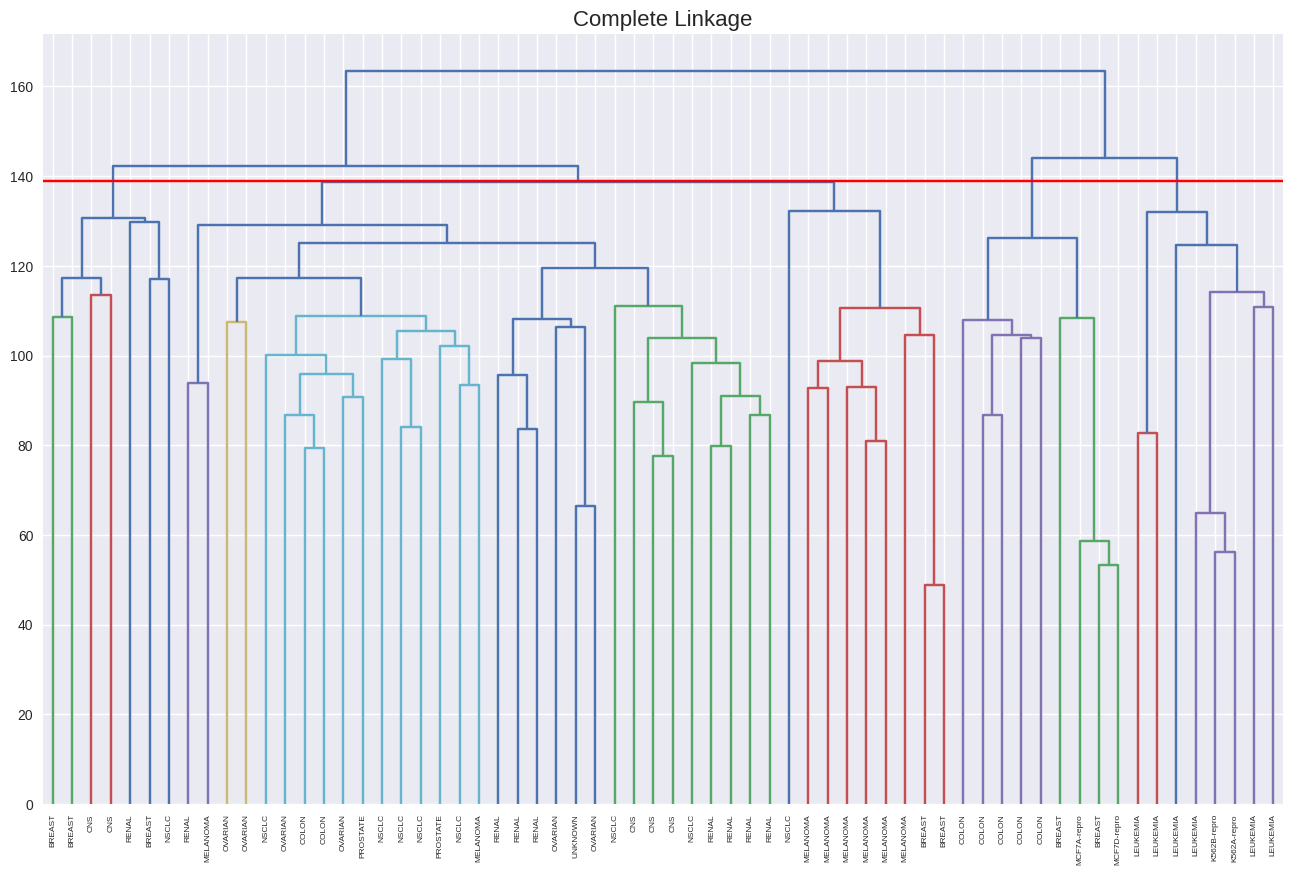 Complete Linkage
160
140
120
100
80
60
40
20
0
BREAST
BREAST
CNS
CNS
RENAL
BREAST
NSCLC
RENAL
MELANOMA
OVARIAN
OVARIAN
NSCLC
OVARIAN
COLON
COLON
OVARIAN
PROSTATE
NSCLC
NSCLC
NSCLC
PROSTATE
NSCLC
MELANOMA
RENAL
RENAL
RENAL
OVARIAN
UNKNOWN
OVARIAN
NSCLC
CNS
CNS
CNS
NSCLC
RENAL
RENAL
RENAL
RENAL
NSCLC
MELANOMA
MELANOMA
MELANOMA
MELANOMA
MELANOMA
MELANOMA
BREAST
BREAST
COLON
COLON
COLON
COLON
COLON
BREAST
MCF7A-repro
BREAST
MCF7D-repro
LEUKEMIA
LEUKEMIA
LEUKEMIA
LEUKEMIA
K562B-repro
K562A-repro
LEUKEMIA
LEUKEMIA